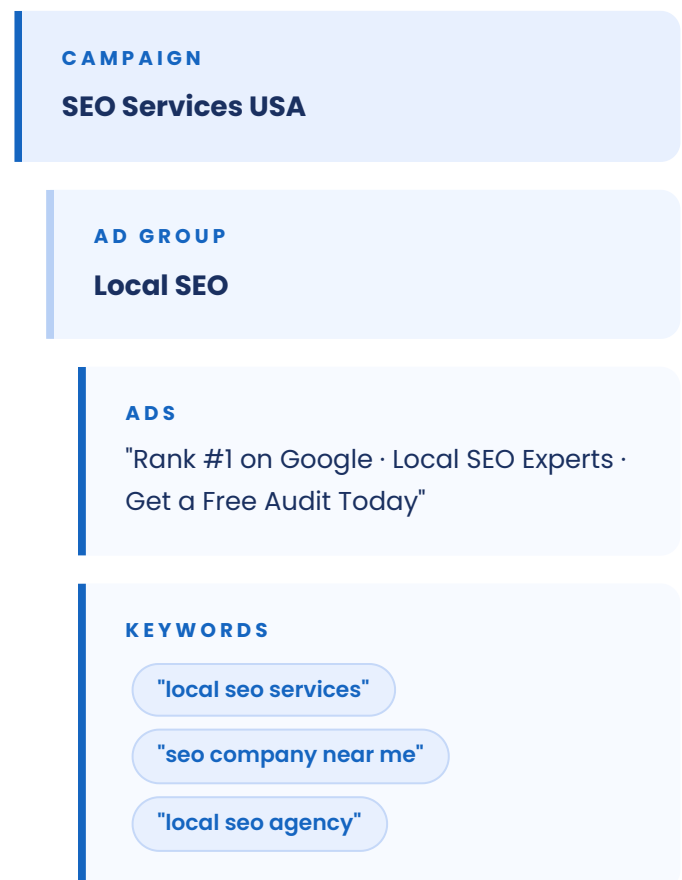 CAMPAIGN
SEO Services USA
AD GROUP
Local SEO
ADS
"Rank #1 on Google · Local SEO Experts ·
Get a Free Audit Today"
KEYWORDS
"local seo services"
"seo company near me"
"local seo agency"